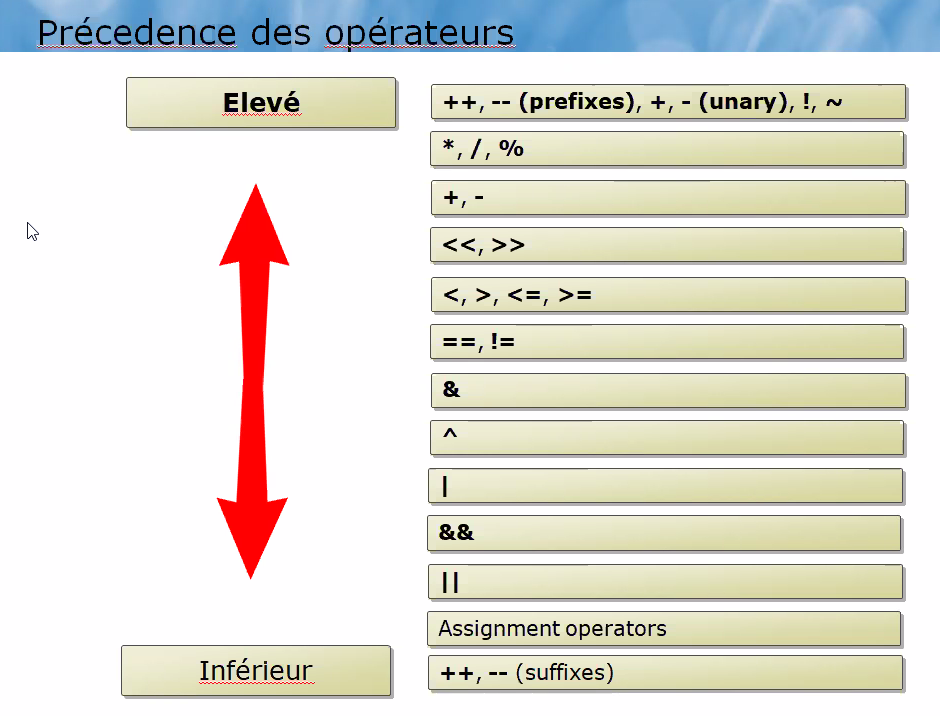 Précedence des opérateurs
Elevé
++, -- (prefixes), +, - (unary), !, ~
*, /, %
+, -
<<, >>
<, >, <=, >=
==, !=
&
^
|
&&
||
Assignment operators
Inférieur
++, -- (suffixes)